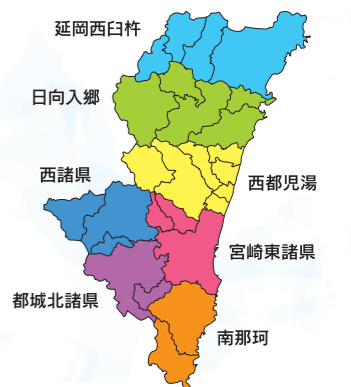 延岡西臼杵
日向入郷
西諸県
西都児湯
宮崎東諸県
都城北諸県
南那珂